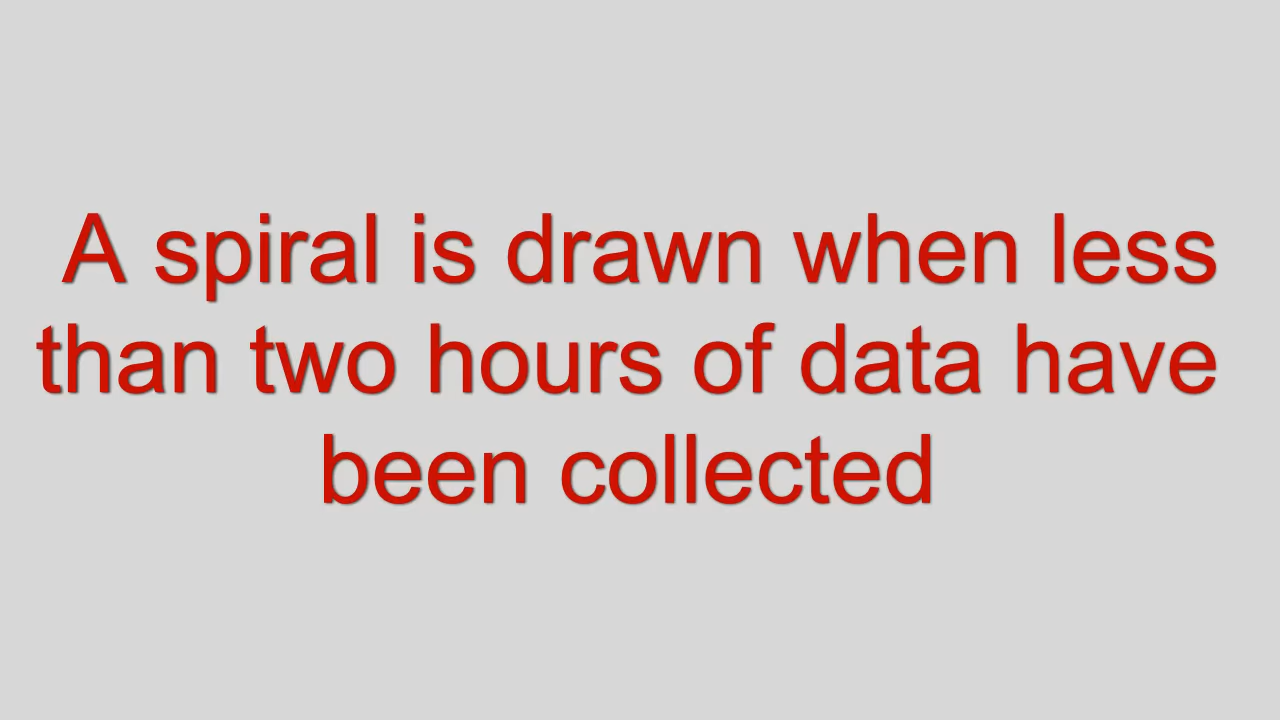 A spiral is drawn when less
than two hours of data have
been collected